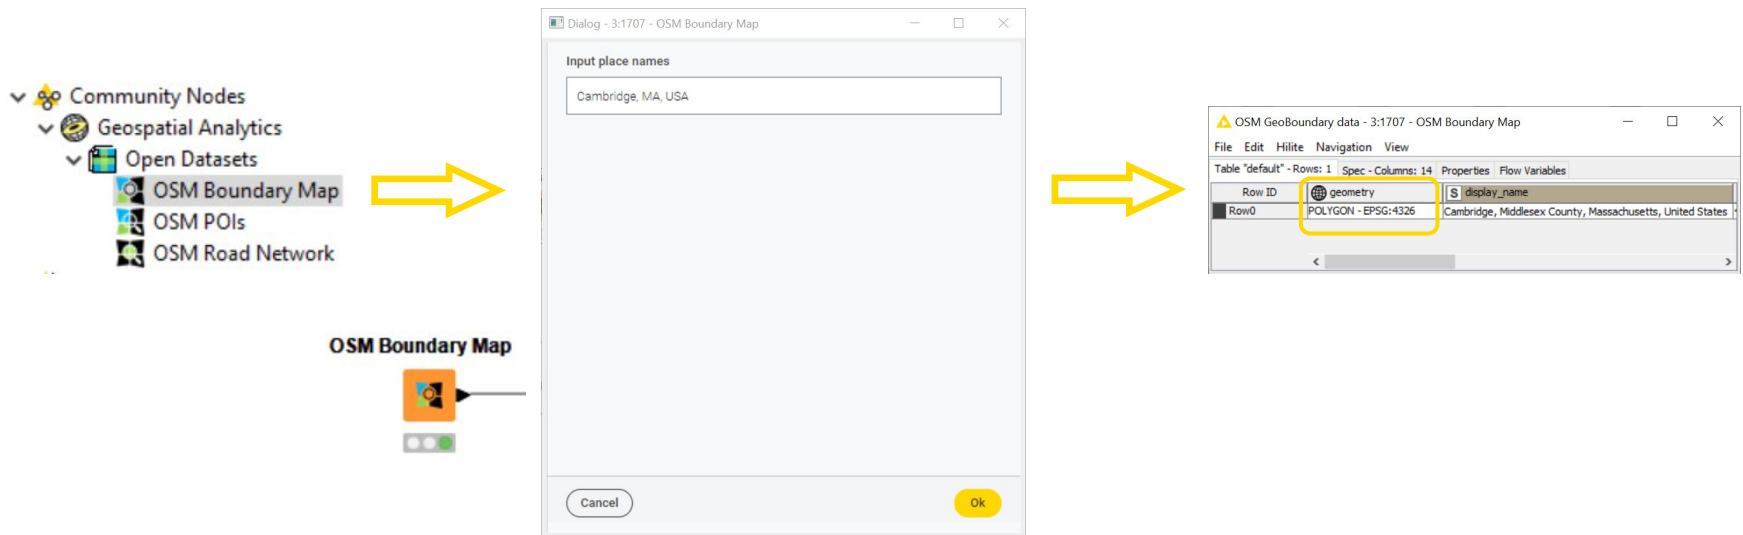 Community Nodes
Geospatial Analytics
Open Datasets
OSM Boundary Map
OSM POIs
OSM Road Network
OSM Boundary Map
Dialog - 3:1707 - OSM Boundary Map
Input place names
Cambridge, MA, USA
Cancel
Ok
OSM GeoBoundary data - 3:1707 - OSM Boundary Map
File Edit Hilite Navigation View
Table "default" - Rows: 1 Spec - Columns: 14 Properties Flow Variables
Row ID geometry S display_name
Row0 POLYGON - EPSG:4326 Cambridge, Middlesex County, Massachusetts, United States